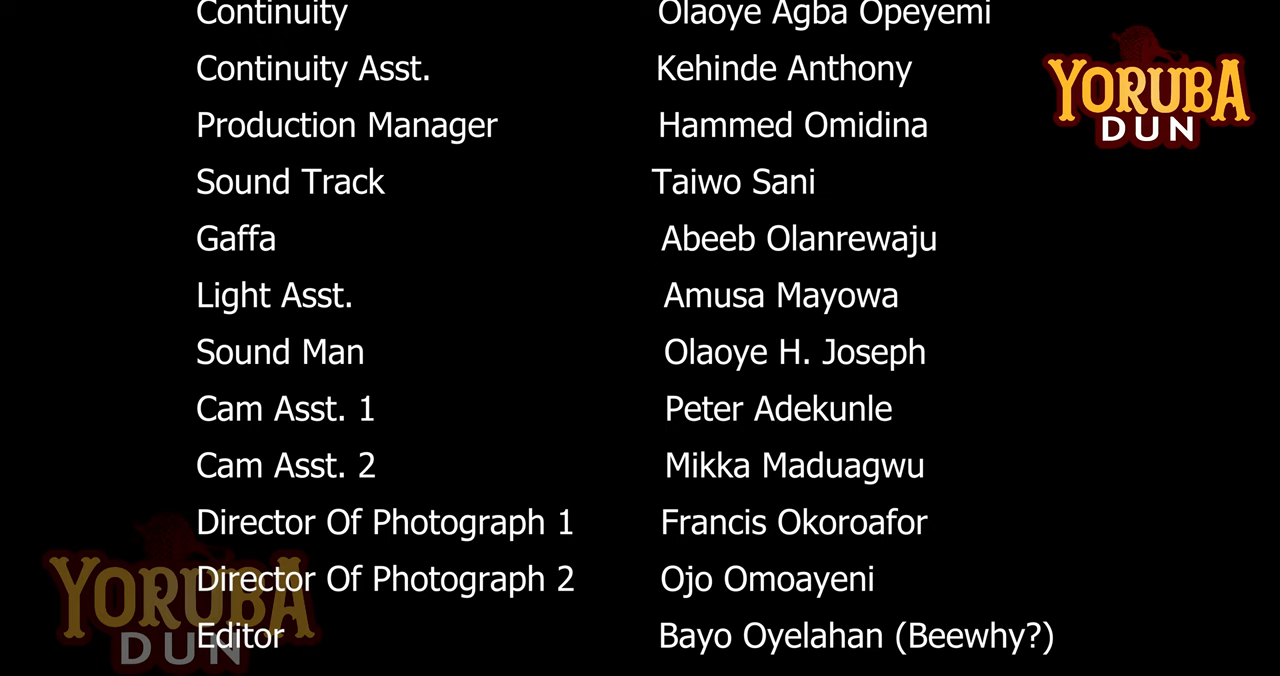 Continuity Olaoye Agba Opeyemi
Continuity Asst. Kehinde Anthony
Production Manager Hammed Omidina
Sound Track Taiwo Sani
Gaffa Abeeb Olanrewaju
Light Asst. Amusa Mayowa
Sound Man Olaoye H. Joseph
Cam Asst. 1 Peter Adekunle
Cam Asst. 2 Mikka Maduagwu
Director Of Photograph 1 Francis Okoroafor
Director Of Photograph 2 Ojo Omoayeni
Editor Bayo Oyelahan (Beewhy?)
YORUBA
DUN
YORUBA
DUN